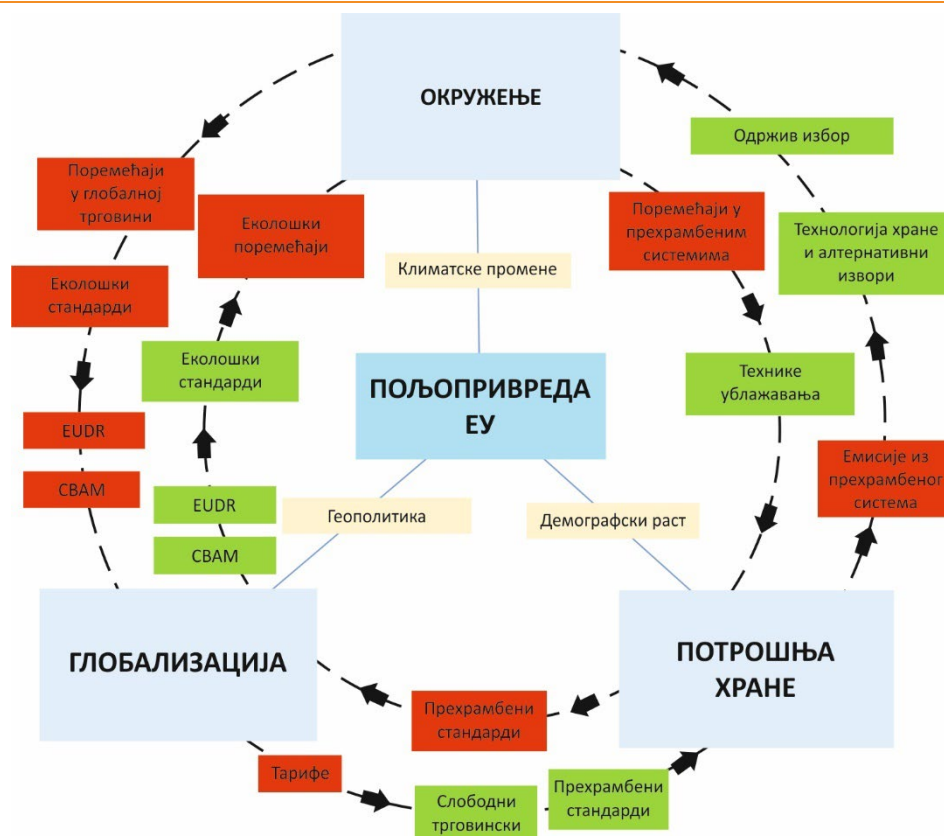 ОКРУЖЕЊЕ
Одржив избор
Поремећаји
у глобалној
трговини
Еколошки
поремећаји
Поремећаји у
прехрамбеним
системима
Технологија хране
и алтернативни
извори
Климатске промене
Еколошки
стандарди
Еколошки
стандарди
ПОЉОПРИВРЕДА
ЕУ
Технике
ублажавања
EUDR
CBAM
EUDR
CBAM
Геополитика
Демографски раст
Емисије из
прехрамбеног
система
ГЛОБАЛИЗАЦИЈА
ПОТРОШЊА
ХРАНЕ
Прехрамбени
стандарди
Тарифе
Слободни
трговински
Прехрамбени
стандарди